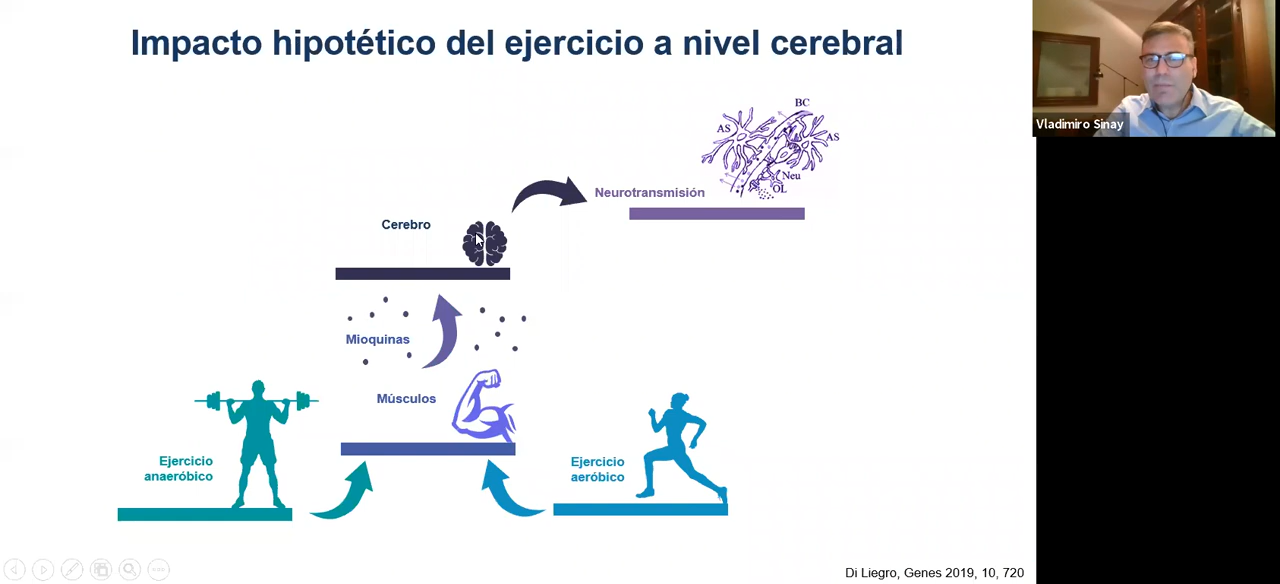 Impacto hipotético del ejercicio a nivel cerebral
Vladimiro Sinay
BC
AS
AS
Neu
OL
Neurotransmisión
Cerebro
Mioquinas
Músculos
Ejercicio
anaeróbico
Ejercicio
aeróbico
Di Liegro, Genes 2019, 10, 720